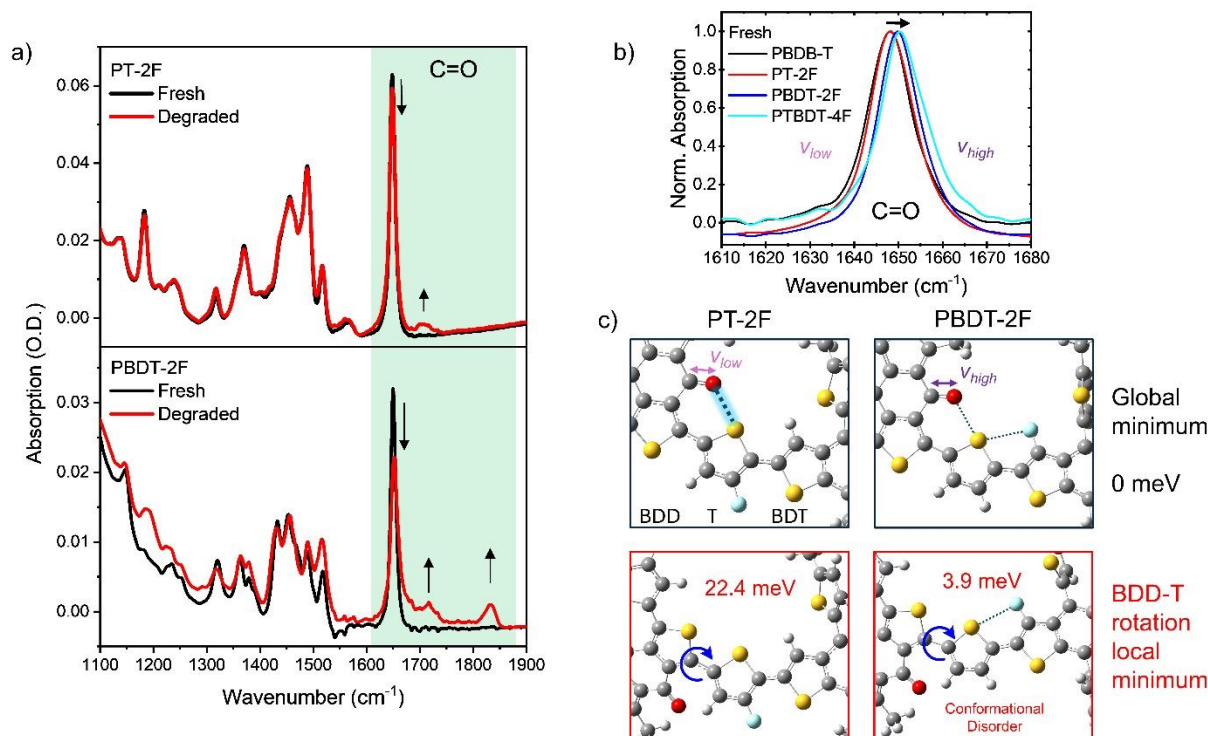 a)
PT-2F
Fresh
Degraded
C=O
0.06
0.04
0.02
0.00
PBDT-2F
Fresh
Degraded
0.03
0.02
0.01
0.00
Absorption (O.D.)
1100 1200 1300 1400 1500 1600 1700 1800 1900
Wavenumber (cm⁻¹)
b)
Fresh
PBDB-T
PT-2F
PBDT-2F
PTBDT-4F
ν_low
ν_high
C=O
1.0
0.8
0.6
0.4
0.2
0.0
Norm. Absorption
1610 1620 1630 1640 1650 1660 1670 1680
Wavenumber (cm⁻¹)
c)
PT-2F
PBDT-2F
ν_low
BDD T BDT
ν_high
Global
minimum
0 meV
22.4 meV
3.9 meV
Conformational
Disorder
BDD-T
rotation
local
minimum